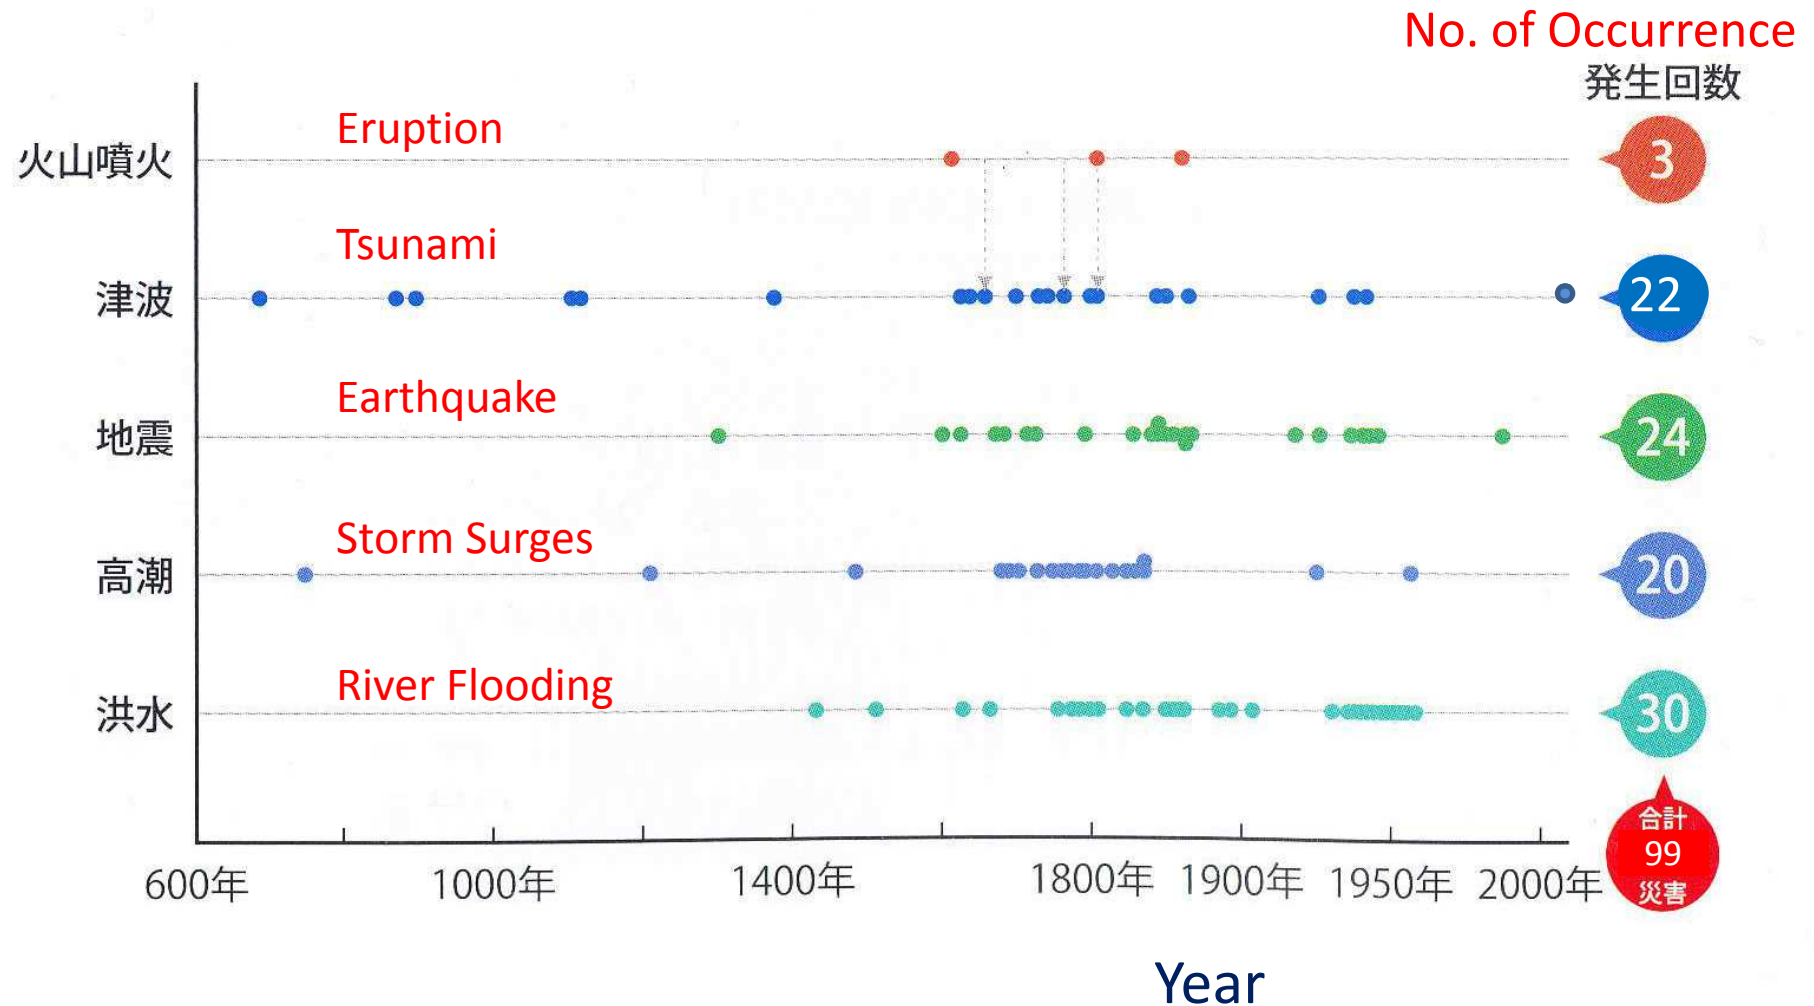 No. of Occurrence
発生回数
Eruption
火山噴火
3
Tsunami
津波
22
Earthquake
地震
24
Storm Surges
高潮
20
River Flooding
洪水
30
合計
99
災害
600年 1000年 1400年 1800年 1900年 1950年 2000年
Year